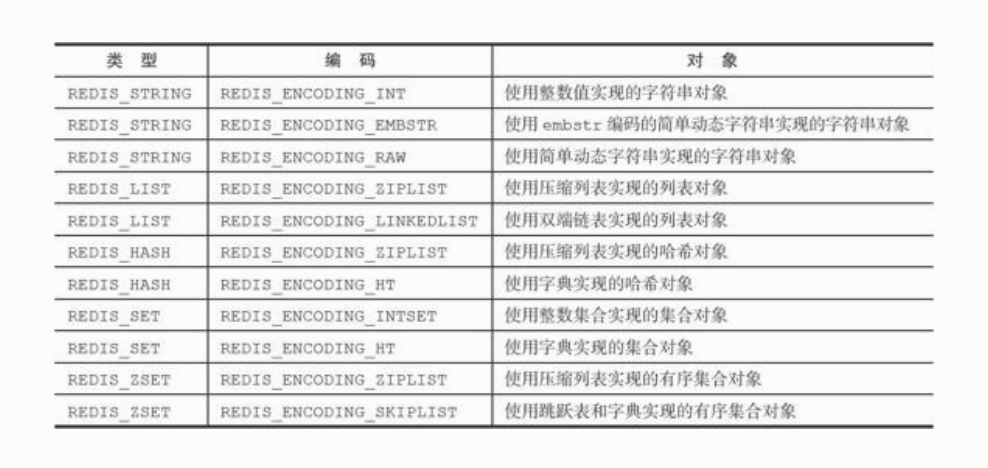 类 型 编 码 对 象
REDIS_STRING REDIS_ENCODING_INT 使用整数值实现的字符串对象
REDIS_STRING REDIS_ENCODING_EMBSTR 使用 embstr 编码的简单动态字符串实现的字符串对象
REDIS_STRING REDIS_ENCODING_RAW 使用简单动态字符串实现的字符串对象
REDIS_LIST REDIS_ENCODING_ZIPLIST 使用压缩列表实现的列表对象
REDIS_LIST REDIS_ENCODING_LINKEDLIST 使用双端链表实现的列表对象
REDIS_HASH REDIS_ENCODING_ZIPLIST 使用压缩列表实现的哈希对象
REDIS_HASH REDIS_ENCODING_HT 使用字典实现的哈希对象
REDIS_SET REDIS_ENCODING_INTSET 使用整数集合实现的集合对象
REDIS_SET REDIS_ENCODING_HT 使用字典实现的集合对象
REDIS_ZSET REDIS_ENCODING_ZIPLIST 使用压缩列表实现的有序集合对象
REDIS_ZSET REDIS_ENCODING_SKIPLIST 使用跳跃表和字典实现的有序集合对象